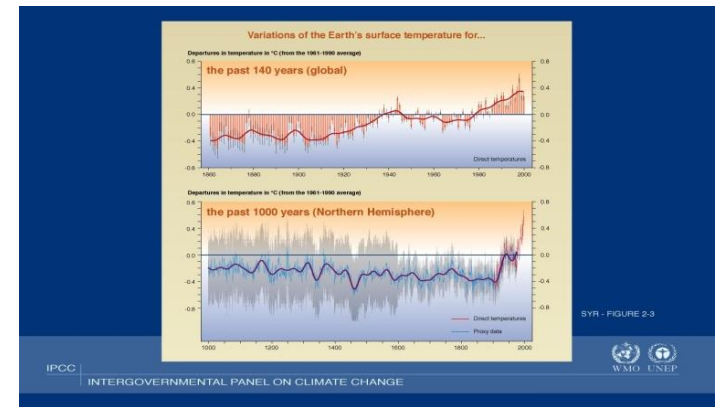 Variations of the Earth's surface temperature for...
Departures in temperature in °C (from the 1961-1990 average)
the past 140 years (global)
0.8 0.8
0.4 0.4
0.0 0.0
-0.4 -0.4
-0.8 -0.8
Direct temperatures
1860 1880 1900 1920 1940 1960 1980 2000
Departures in temperature in °C (from the 1961-1990 average)
the past 1000 years (Northern Hemisphere)
0.8 0.8
0.4 0.4
0.0 0.0
-0.4 -0.4
-0.8 -0.8
Direct temperatures
Proxy data
1000 1200 1400 1600 1800 2000
SYR - FIGURE 2-3
IPCC
INTERGOVERNMENTAL PANEL ON CLIMATE CHANGE
WMO UNEP